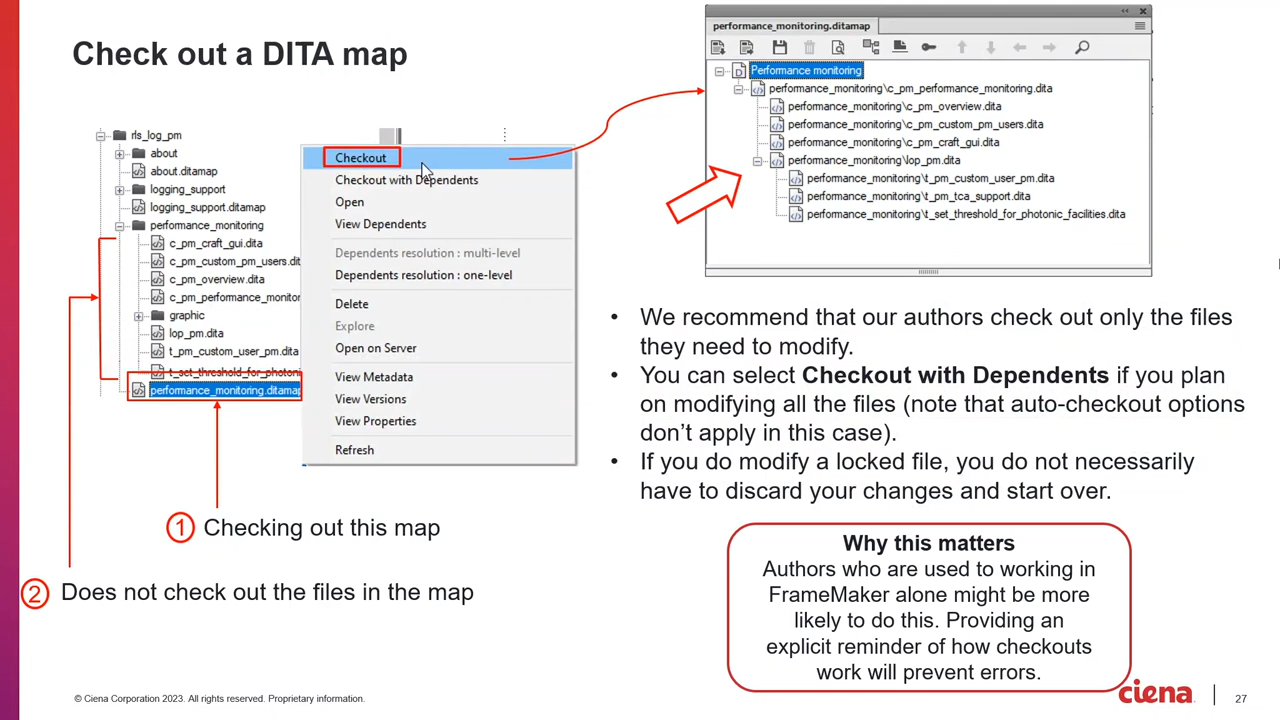 Check out a DITA map
rls_log_pm
about
about.ditamap
logging_support
logging_support.ditamap
performance_monitoring
c_pm_craft_gui.dita
c_pm_custom_pm_users.dit
c_pm_overview.dita
c_pm_performance_monitor
graphic
lop_pm.dita
t_pm_custom_user_pm.dita
t_set_threshold_for_photonic
performance_monitoring.ditamap
Checkout
Checkout with Dependents
Open
View Dependents
Dependents resolution : multi-level
Dependents resolution : one-level
Delete
Explore
Open on Server
View Metadata
View Versions
View Properties
Refresh
1 Checking out this map
2 Does not check out the files in the map
performance_monitoring.ditamap
Performance monitoring
performance_monitoring\c_pm_performance_monitoring.dita
performance_monitoring\c_pm_overview.dita
performance_monitoring\c_pm_custom_pm_users.dita
performance_monitoring\c_pm_craft_gui.dita
performance_monitoring\lop_pm.dita
performance_monitoring\t_pm_custom_user_pm.dita
performance_monitoring\t_pm_tca_support.dita
performance_monitoring\t_set_threshold_for_photonic_facilities.dita
• We recommend that our authors check out only the files
they need to modify.
• You can select Checkout with Dependents if you plan
on modifying all the files (note that auto-checkout options
don’t apply in this case).
• If you do modify a locked file, you do not necessarily
have to discard your changes and start over.
Why this matters
Authors who are used to working in
FrameMaker alone might be more
likely to do this. Providing an
explicit reminder of how checkouts
work will prevent errors.
© Ciena Corporation 2023. All rights reserved. Proprietary information.
ciena
27